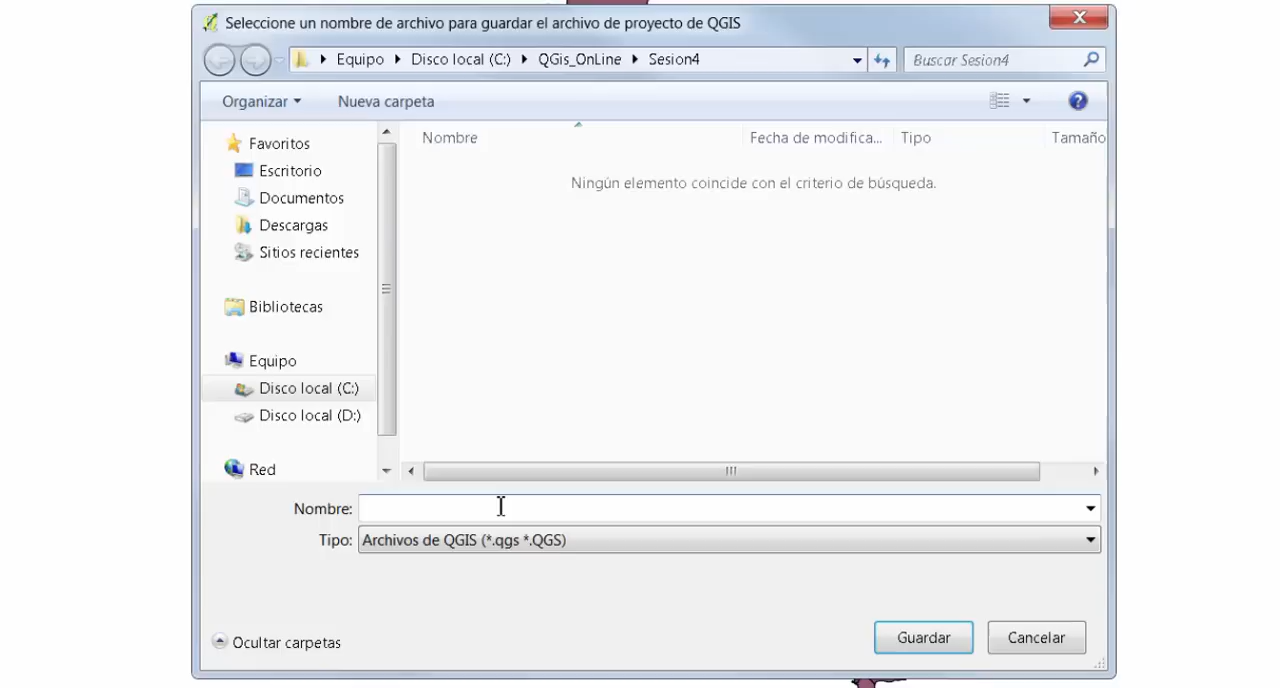 Seleccione un nombre de archivo para guardar el archivo de proyecto de QGIS
Equipo Disco local (C:) QGis_OnLine Sesion4
Buscar Sesion4
Organizar Nueva carpeta
Nombre Fecha de modifica... Tipo Tamaño
Ningún elemento coincide con el criterio de búsqueda.
Favoritos
Escritorio
Documentos
Descargas
Sitios recientes
Bibliotecas
Equipo
Disco local (C:)
Disco local (D:)
Red
Nombre:
Tipo: Archivos de QGIS (*.qgs *.QGS)
Ocultar carpetas
Guardar Cancelar